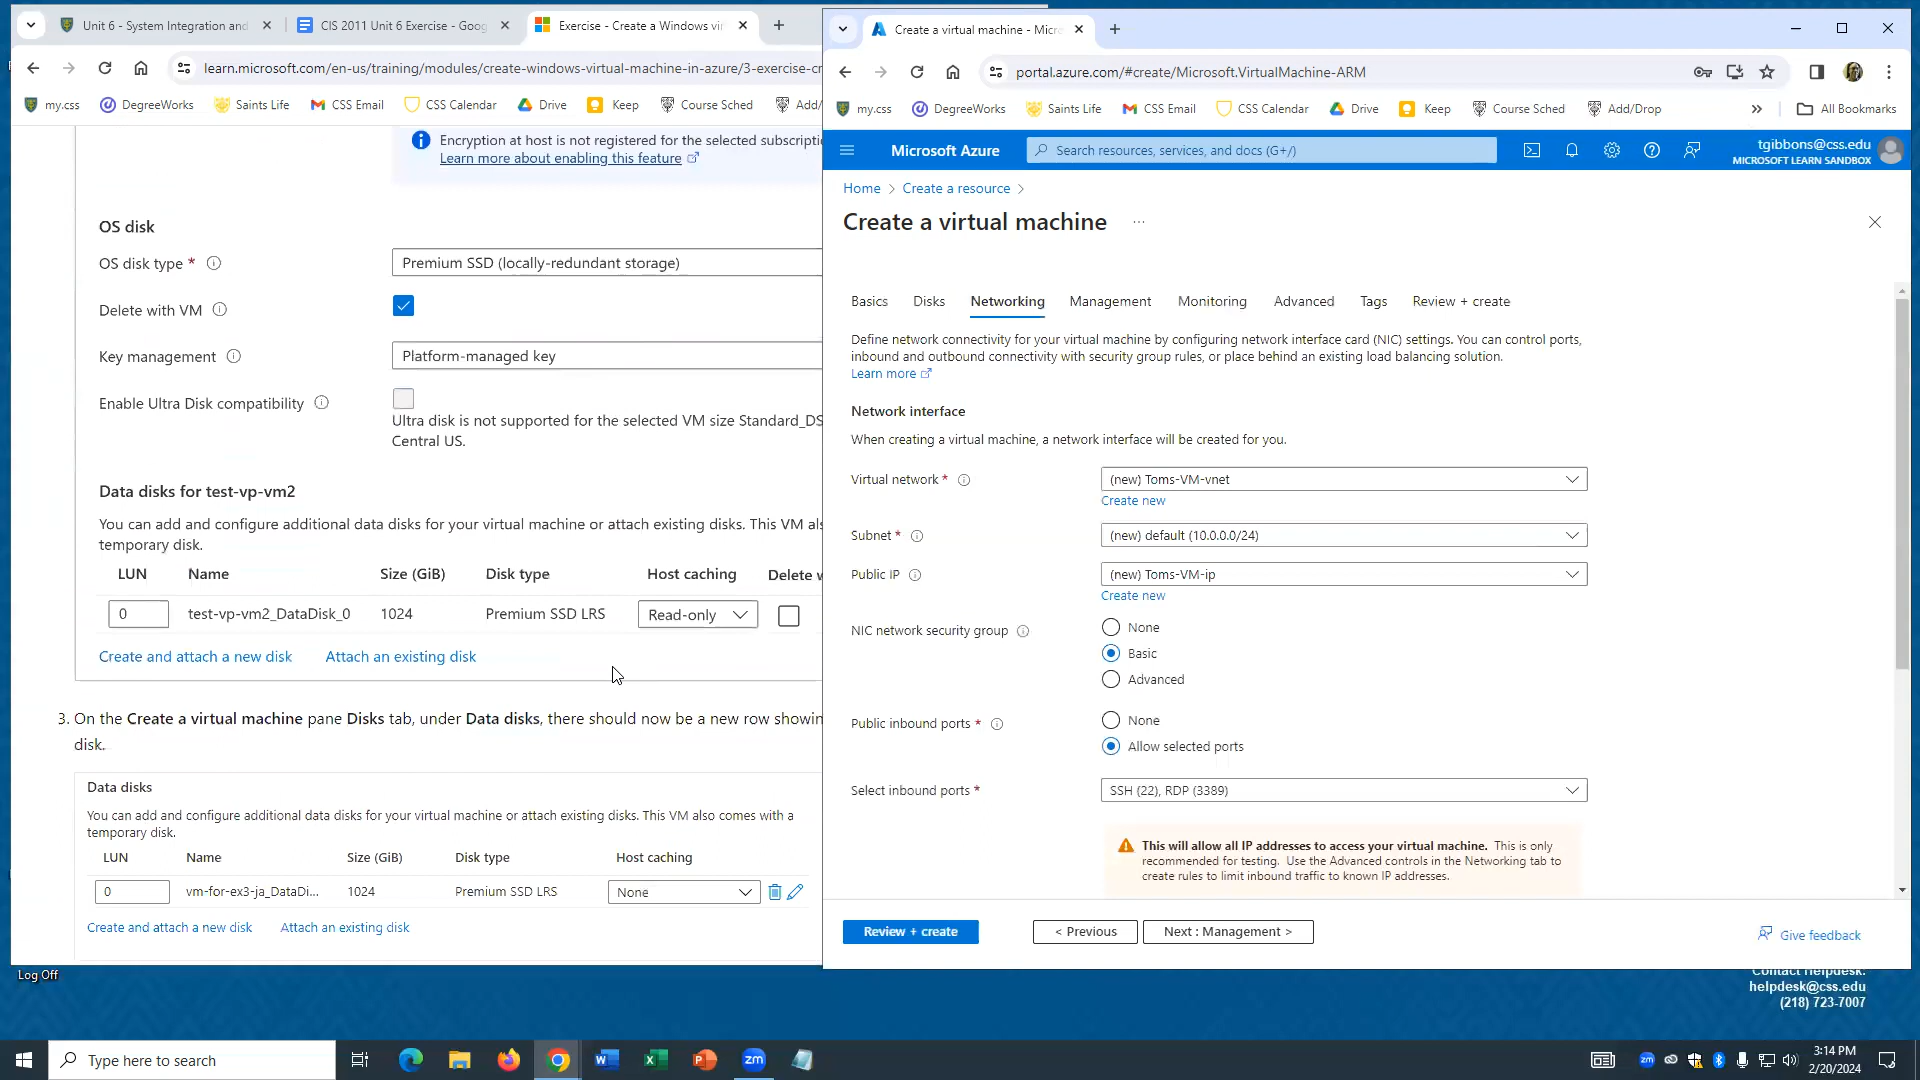 Unit 6 - System Integration and
CIS 2011 Unit 6 Exercise - Goog
Exercise - Create a Windows vir
learn.microsoft.com/en-us/training/modules/create-windows-virtual-machine-in-azure/3-exercise-cr
my.css
DegreeWorks
Saints Life
CSS Email
CSS Calendar
Drive
Keep
Course Sched
Add/
Encryption at host is not registered for the selected subscripti
Learn more about enabling this feature
OS disk
OS disk type *
Premium SSD (locally-redundant storage)
Delete with VM
Key management
Platform-managed key
Enable Ultra Disk compatibility
Ultra disk is not supported for the selected VM size Standard_DS
Central US.
Data disks for test-vp-vm2
You can add and configure additional data disks for your virtual machine or attach existing disks. This VM als
temporary disk.
LUN Name Size (GiB) Disk type Host caching Delete w
0 test-vp-vm2_DataDisk_0 1024 Premium SSD LRS Read-only
Create and attach a new disk Attach an existing disk
3. On the Create a virtual machine pane Disks tab, under Data disks, there should now be a new row showin
disk.
Data disks
You can add and configure additional data disks for your virtual machine or attach existing disks. This VM also comes with a
temporary disk.
LUN Name Size (GiB) Disk type Host caching
0 vm-for-ex3-ja_DataDi... 1024 Premium SSD LRS None
Create and attach a new disk Attach an existing disk
Create a virtual machine - Micro
portal.azure.com/#create/Microsoft.VirtualMachine-ARM
my.css
DegreeWorks
Saints Life
CSS Email
CSS Calendar
Drive
Keep
Course Sched
Add/Drop
»
All Bookmarks
Microsoft Azure
Search resources, services, and docs (G+/)
tgibbons@css.edu
MICROSOFT LEARN SANDBOX
Home > Create a resource >
Create a virtual machine ...
Basics Disks Networking Management Monitoring Advanced Tags Review + create
Define network connectivity for your virtual machine by configuring network interface card (NIC) settings. You can control ports,
inbound and outbound connectivity with security group rules, or place behind an existing load balancing solution.
Learn more
Network interface
When creating a virtual machine, a network interface will be created for you.
Virtual network *
(new) Toms-VM-vnet
Create new
Subnet *
(new) default (10.0.0.0/24)
Public IP
(new) Toms-VM-ip
Create new
NIC network security group
None
Basic
Advanced
Public inbound ports *
None
Allow selected ports
Select inbound ports *
SSH (22), RDP (3389)
This will allow all IP addresses to access your virtual machine. This is only
recommended for testing. Use the Advanced controls in the Networking tab to
create rules to limit inbound traffic to known IP addresses.
Review + create
< Previous
Next : Management >
Give feedback
Log Off
Contact Helpdesk:
helpdesk@css.edu
(218) 723-7007
Type here to search
zm
zm
3:14 PM
2/20/2024